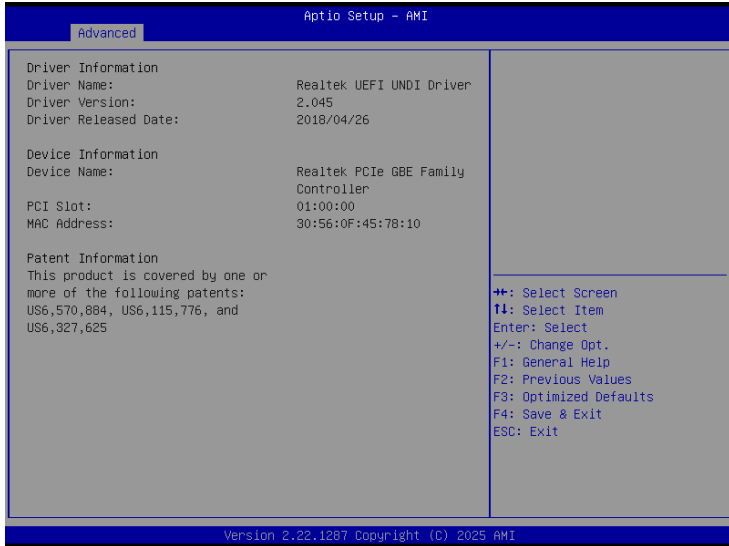 Aptio Setup - AMI
Advanced
Driver Information
Driver Name: Realtek UEFI UNDI Driver
Driver Version: 2.045
Driver Released Date: 2018/04/26
Device Information
Device Name: Realtek PCIe GBE Family
Controller
PCI Slot: 01:00:00
MAC Address: 30:56:0F:45:78:10
Patent Information
This product is covered by one or
more of the following patents:
US6,570,884, US6,115,776, and
US6,327,625
→←: Select Screen
↑↓: Select Item
Enter: Select
+/-: Change Opt.
F1: General Help
F2: Previous Values
F3: Optimized Defaults
F4: Save & Exit
ESC: Exit
Version 2.22.1287 Copyright (C) 2025 AMI